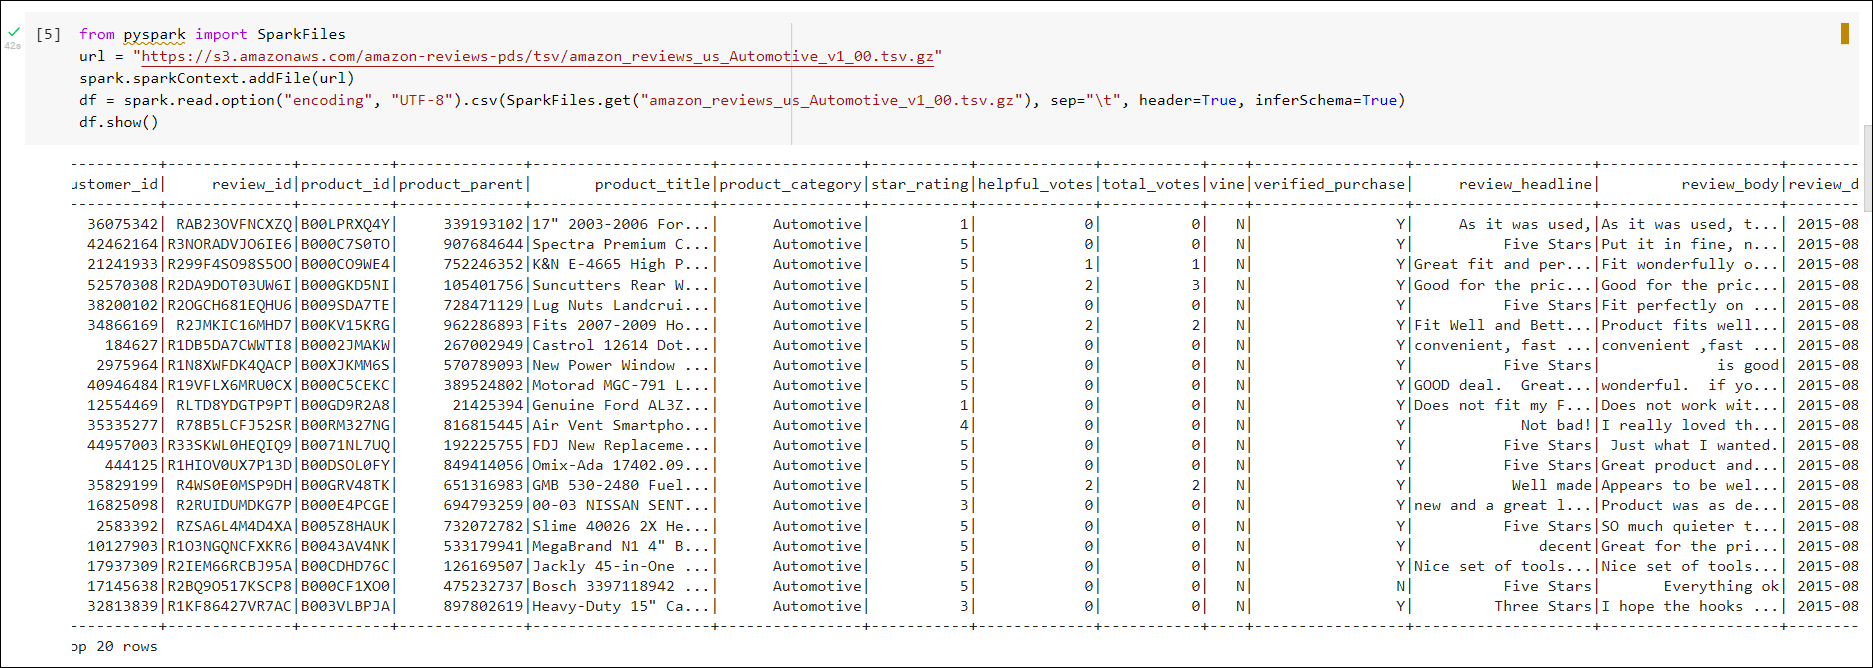 [5] from pyspark import SparkFiles
42s
url = "https://s3.amazonaws.com/amazon-reviews-pds/tsv/amazon_reviews_us_Automotive_v1_00.tsv.gz"
spark.sparkContext.addFile(url)
df = spark.read.option("encoding", "UTF-8").csv(SparkFiles.get("amazon_reviews_us_Automotive_v1_00.tsv.gz"), sep="\t", header=True, inferSchema=True)
df.show()
----------+--------------+----------+--------------+--------------------+----------------+-----------+-------------+-----------+----+-----------------+--------------------+--------------------+--------
ustomer_id|     review_id|product_id|product_parent|       product_title|product_category|star_rating|helpful_votes|total_votes|vine|verified_purchase|     review_headline|         review_body|review_d
----------+--------------+----------+--------------+--------------------+----------------+-----------+-------------+-----------+----+-----------------+--------------------+--------------------+--------
  36075342| RAB23OVFNCXZQ|B00LPRXQ4Y|     339193102|17" 2003-2006 For...|      Automotive|          1|            0|          0|   N|                Y|     As it was used,|As it was used, t...| 2015-08
  42462164|R3NORADVJO6IE6|B000C7S0TO|     907684644|Spectra Premium C...|      Automotive|          5|            0|          0|   N|                Y|          Five Stars|Put it in fine, n...| 2015-08
  21241933|R299F4SO98S5OO|B000CO9WE4|     752246352|K&N E-4665 High P...|      Automotive|          5|            1|          1|   N|                Y|Great fit and per...|Fit wonderfully o...| 2015-08
  52570308|R2DA9DOT03UW6I|B000GKD5NI|     105401756|Suncutters Rear W...|      Automotive|          5|            2|          3|   N|                Y|Good for the pric...|Good for the pric...| 2015-08
  38200102|R2OGCH681EQHU6|B009SDA7TE|     728471129|Lug Nuts Landcrui...|      Automotive|          5|            0|          0|   N|                Y|          Five Stars|Fit perfectly on ...| 2015-08
  34866169| R2JMKIC16MHD7|B00KV15KRG|     962286893|Fits 2007-2009 Ho...|      Automotive|          5|            2|          2|   N|                Y|Fit Well and Bett...|Product fits well...| 2015-08
    184627|R1DB5DA7CWWTI8|B0002JMAKW|     267002949|Castrol 12614 Dot...|      Automotive|          5|            0|          0|   N|                Y|convenient, fast ...|convenient ,fast ...| 2015-08
   2975964|R1N8XWFDK4QACP|B00XJKMM6S|     570789093|New Power Window ...|      Automotive|          5|            0|          0|   N|                Y|          Five Stars|             is good| 2015-08
  40946484|R19VFLX6MRU0CX|B000C5CEKC|     389524802|Motorad MGC-791 L...|      Automotive|          5|            0|          0|   N|                Y|GOOD deal.  Great...|wonderful.  if yo...| 2015-08
  12554469| RLTD8YDGTP9PT|B00GD9R2A8|      21425394|Genuine Ford AL3Z...|      Automotive|          1|            0|          0|   N|                Y|Does not fit my F...|Does not work wit...| 2015-08
  35335277| R78B5LCFJ52SR|B00RM327NG|     816815445|Air Vent Smartpho...|      Automotive|          4|            0|          0|   N|                Y|            Not bad!|I really loved th...| 2015-08
  44957003|R33SKWL0HEQIQ9|B0071NL7UQ|     192225755|FDJ New Replaceme...|      Automotive|          5|            0|          0|   N|                Y|          Five Stars| Just what I wanted.| 2015-08
    444125|R1HIOV0UX7P13D|B00DSOL0FY|     849414056|Omix-Ada 17402.09...|      Automotive|          5|            0|          0|   N|                Y|          Five Stars|Great product and...| 2015-08
  35829199| R4WS0E0MSP9DH|B00GRV48TK|     651316983|GMB 530-2480 Fuel...|      Automotive|          5|            2|          2|   N|                Y|           Well made|Appears to be wel...| 2015-08
  16825098| R2RUIDUMDKG7P|B000E4PCGE|     694793259|00-03 NISSAN SENT...|      Automotive|          3|            0|          0|   N|                Y|new and a great l...|Product was as de...| 2015-08
   2583392| RZSA6L4M4D4XA|B005Z8HAUK|     732072782|Slime 40026 2X He...|      Automotive|          5|            0|          0|   N|                Y|          Five Stars|SO much quieter t...| 2015-08
  10127903|R1O3NGQNCFXKR6|B0043AV4NK|     533179941|MegaBrand N1 4" B...|      Automotive|          5|            0|          0|   N|                Y|              decent|Great for the pri...| 2015-08
  17937309|R2IEM66RCBJ95A|B00CDHD76C|     126169507|Jackly 45-in-One ...|      Automotive|          5|            0|          0|   N|                Y|Nice set of tools...|Nice set of tools...| 2015-08
  17145638|R2BQ9O517KSCP8|B000CF1XO0|     475232737|Bosch 3397118942 ...|      Automotive|          5|            0|          0|   N|                N|          Five Stars|       Everything ok| 2015-08
  32813839|R1KF86427VR7AC|B003VLBPJA|     897802619|Heavy-Duty 15" Ca...|      Automotive|          3|            0|          0|   N|                Y|         Three Stars|I hope the hooks ...| 2015-08
----------+--------------+----------+--------------+--------------------+----------------+-----------+-------------+-----------+----+-----------------+--------------------+--------------------+--------
op 20 rows